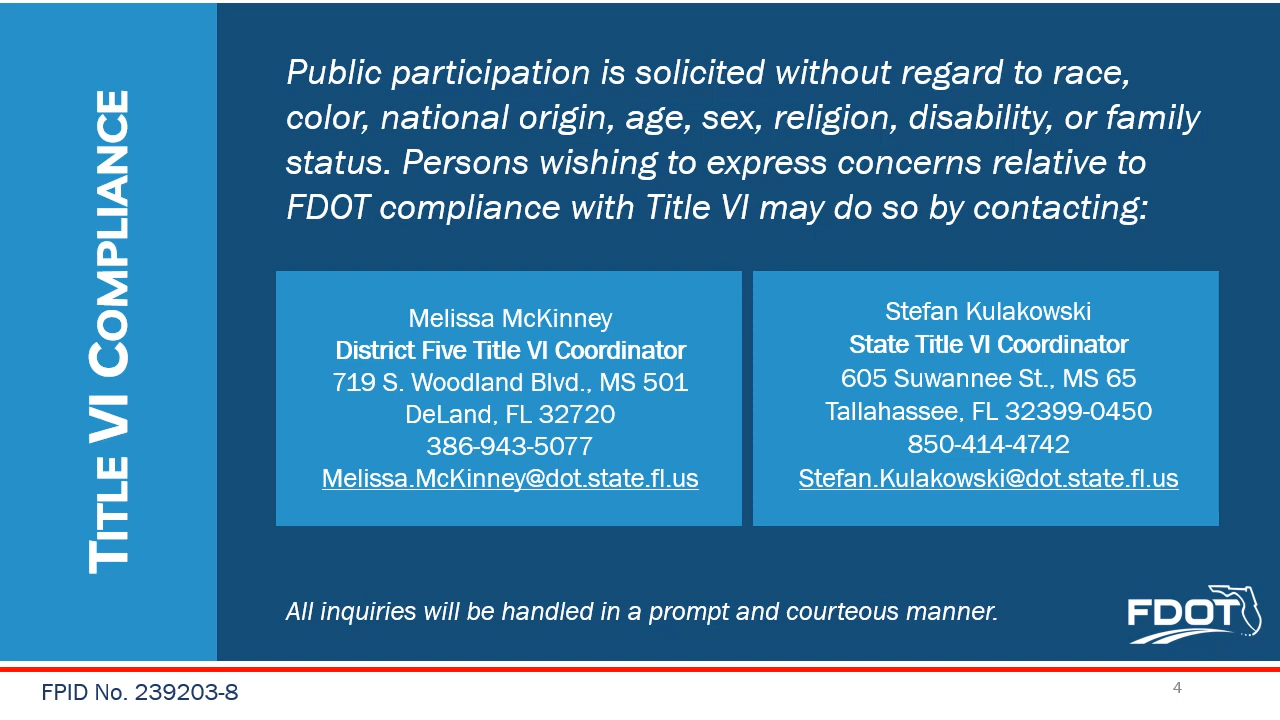 TITLE VI COMPLIANCE
Public participation is solicited without regard to race,
color, national origin, age, sex, religion, disability, or family
status. Persons wishing to express concerns relative to
FDOT compliance with Title VI may do so by contacting:
Melissa McKinney
District Five Title VI Coordinator
719 S. Woodland Blvd., MS 501
DeLand, FL 32720
386-943-5077
Melissa.McKinney@dot.state.fl.us
Stefan Kulakowski
State Title VI Coordinator
605 Suwannee St., MS 65
Tallahassee, FL 32399-0450
850-414-4742
Stefan.Kulakowski@dot.state.fl.us
All inquiries will be handled in a prompt and courteous manner.
FDOT
FPID No. 239203-8
4